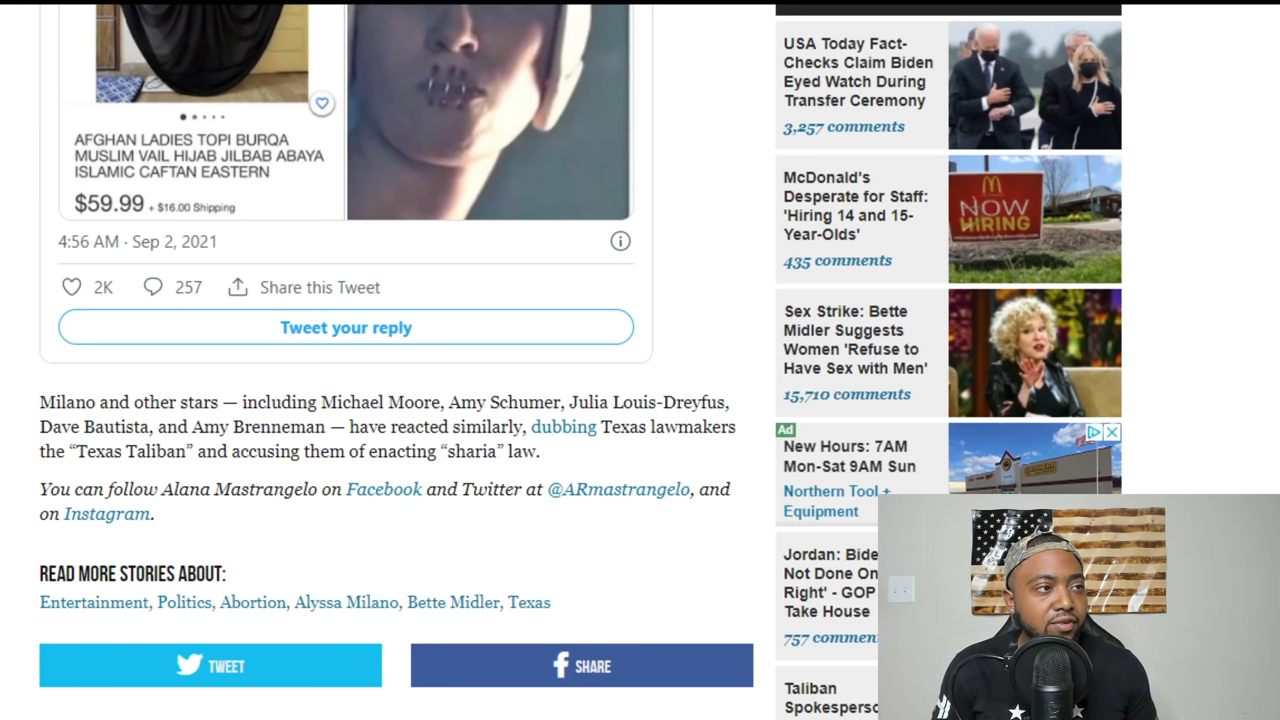 AFGHAN LADIES TOPI BURQA
MUSLIM VAIL HIJAB JILBAB ABAYA
ISLAMIC CAFTAN EASTERN
$59.99 + $16.00 Shipping
4:56 AM · Sep 2, 2021
2K 257 Share this Tweet
Tweet your reply
Milano and other stars — including Michael Moore, Amy Schumer, Julia Louis-Dreyfus,
Dave Bautista, and Amy Brenneman — have reacted similarly, dubbing Texas lawmakers
the “Texas Taliban” and accusing them of enacting “sharia” law.
You can follow Alana Mastrangelo on Facebook and Twitter at @ARmastrangelo, and
on Instagram.
READ MORE STORIES ABOUT:
Entertainment, Politics, Abortion, Alyssa Milano, Bette Midler, Texas
TWEET
SHARE
USA Today Fact-
Checks Claim Biden
Eyed Watch During
Transfer Ceremony
3,257 comments
McDonald's
Desperate for Staff:
'Hiring 14 and 15-
Year-Olds'
435 comments
NOW
HIRING
Sex Strike: Bette
Midler Suggests
Women 'Refuse to
Have Sex with Men'
15,710 comments
Ad
New Hours: 7AM
Mon-Sat 9AM Sun
Northern Tool +
Equipment
Jordan: Bide
Not Done On
Right' - GOP
Take House
757 commen
Taliban
Spokesperso